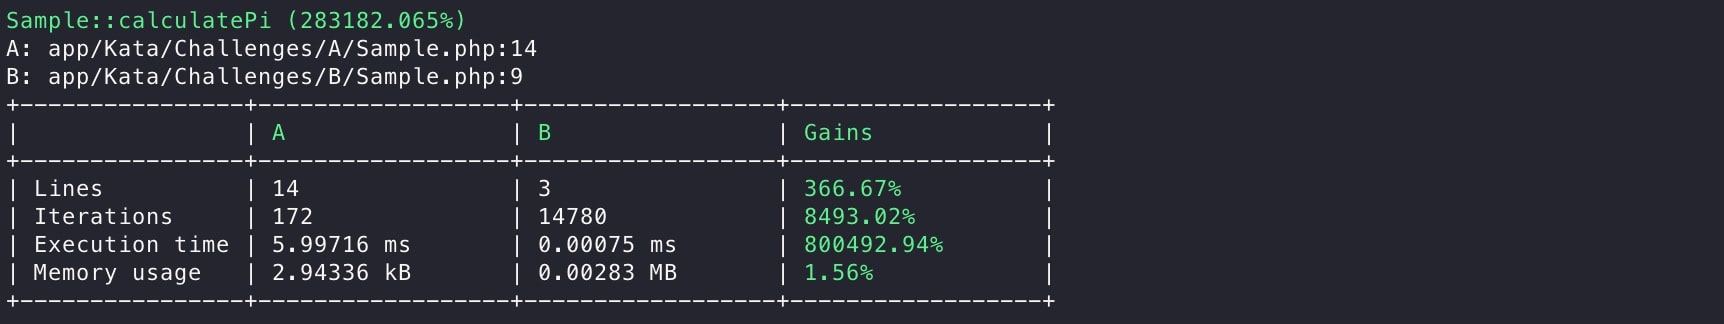 Sample::calculatePi (283182.065%)
A: app/Kata/Challenges/A/Sample.php:14
B: app/Kata/Challenges/B/Sample.php:9
+----------------+------------------+------------------+------------------+
|                | A                | B                | Gains            |
+----------------+------------------+------------------+------------------+
| Lines          | 14               | 3                | 366.67%          |
| Iterations     | 172              | 14780            | 8493.02%         |
| Execution time | 5.99716 ms       | 0.00075 ms       | 800492.94%       |
| Memory usage   | 2.94336 kB       | 0.00283 MB       | 1.56%            |
+----------------+------------------+------------------+------------------+